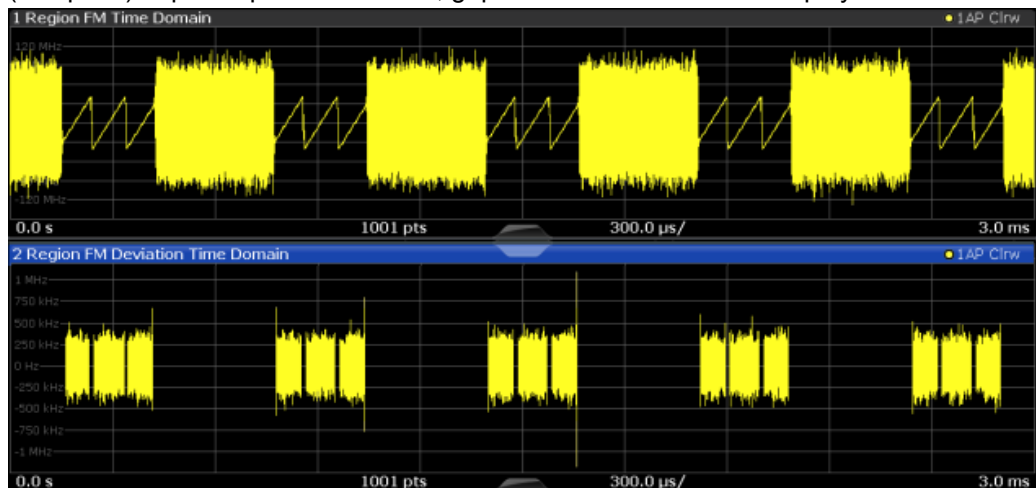 1 Region FM Time Domain ● 1AP Clrw
120 MHz
-120 MHz
0.0 s 1001 pts 300.0 µs/ 3.0 ms
2 Region FM Deviation Time Domain ● 1AP Clrw
1 MHz
750 kHz
500 kHz
250 kHz
0 Hz
-250 kHz
-500 kHz
-750 kHz
-1 MHz
0.0 s 1001 pts 300.0 µs/ 3.0 ms